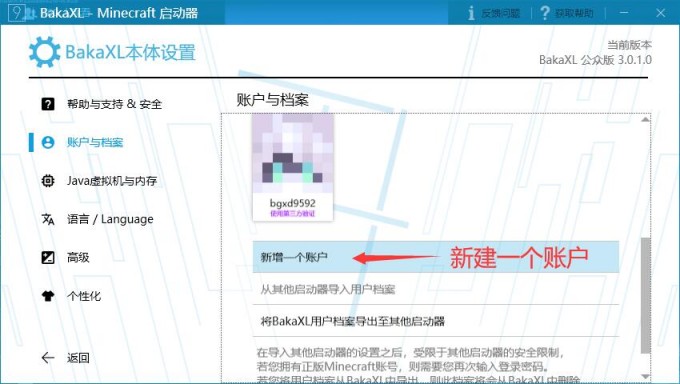 BakaXL - Minecraft 启动器
反馈问题
获取帮助
BakaXL本体设置
当前版本
BakaXL 公众版 3.0.1.0
帮助与支持 & 安全
账户与档案
Java虚拟机与内存
语言 / Language
高级
个性化
返回
账户与档案
bgxd9592
使用第三方验证
新增一个账户
新建一个账户
从其他启动器导入用户档案
将BakaXL用户档案导出至其他启动器
在导入其他启动器的设置之后，受限于其他启动器的安全限制，
若您拥有正版Minecraft账号，则需要您再次输入登录密码。
若您将用户档案从BakaXL中导出，则此档案将会从BakaXL中删除